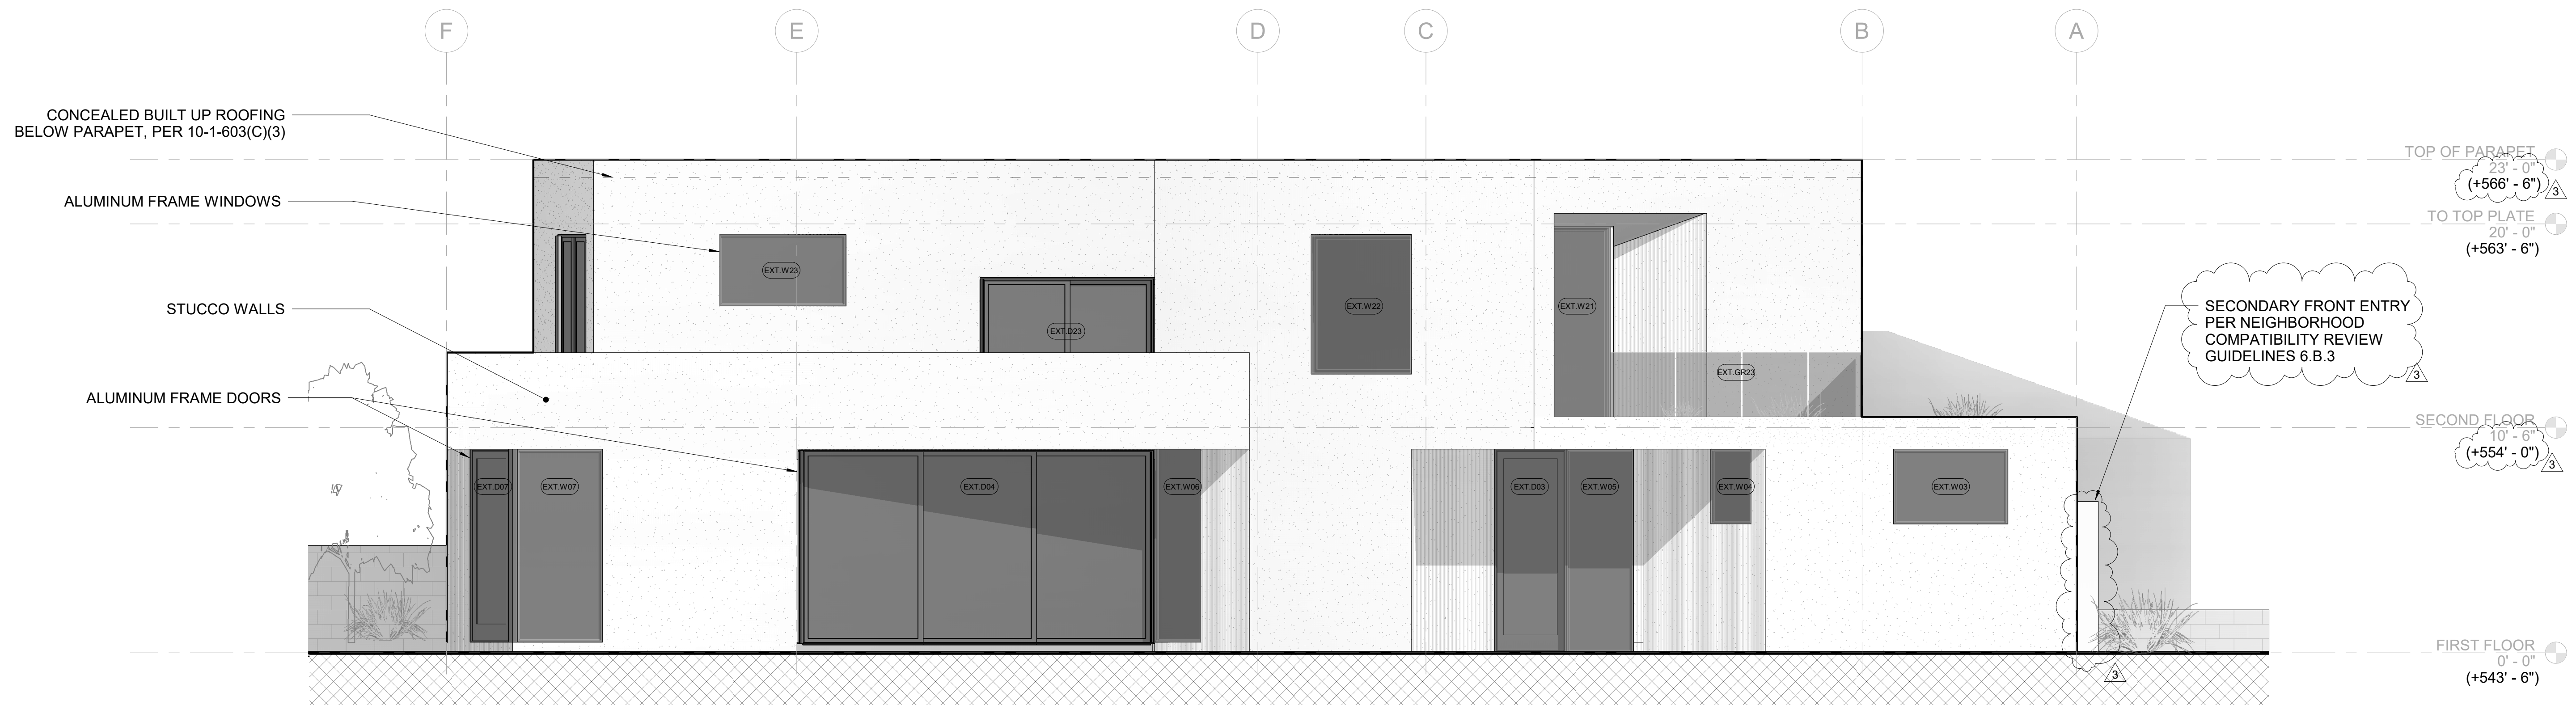 F
E
D
C
B
A
CONCEALED BUILT UP ROOFING
BELOW PARAPET, PER 10-1-603(C)(3)
ALUMINUM FRAME WINDOWS
STUCCO WALLS
ALUMINUM FRAME DOORS
EXT.W23
EXT.D23
EXT.W22
EXT.W21
EXT.GR23
EXT.D07
EXT.W07
EXT.D04
EXT.W06
EXT.D03
EXT.W05
EXT.W04
EXT.W03
SECONDARY FRONT ENTRY
PER NEIGHBORHOOD
COMPATIBILITY REVIEW
GUIDELINES 6.B.3
3
TOP OF PARAPET
23' - 0"
(+566' - 6")
3
TO TOP PLATE
20' - 0"
(+563' - 6")
SECOND FLOOR
10' - 6"
(+554' - 0")
3
FIRST FLOOR
0' - 0"
(+543' - 6")
3